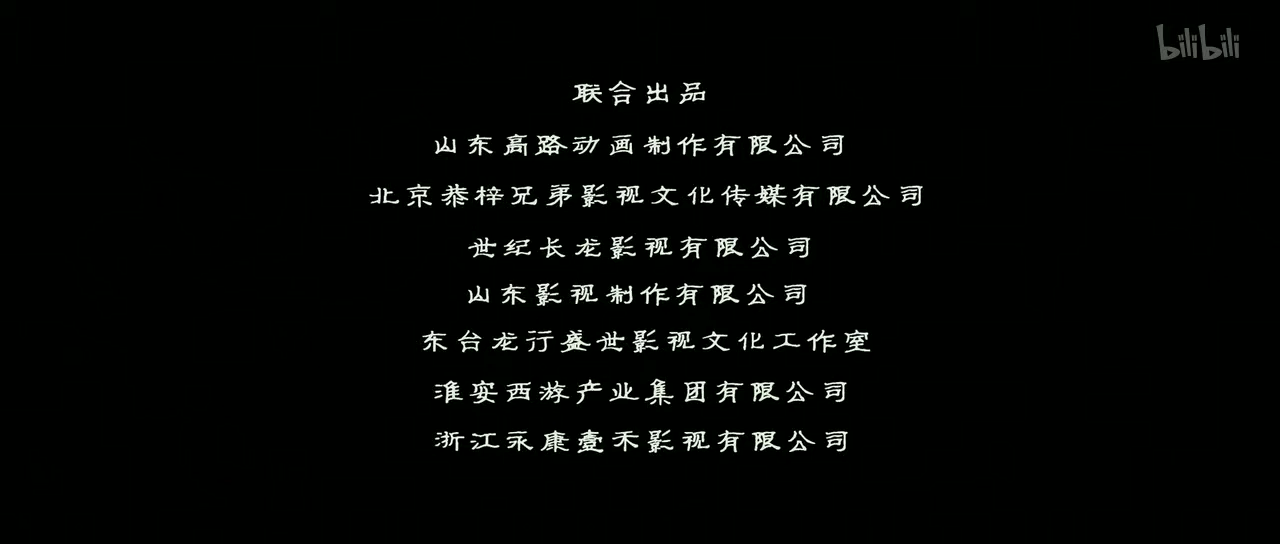 bilibili
联合出品
山东高路动画制作有限公司
北京恭梓兄弟影视文化传媒有限公司
世纪长龙影视有限公司
山东影视制作有限公司
东台龙行盛世影视文化工作室
淮安西游产业集团有限公司
浙江永康壹禾影视有限公司